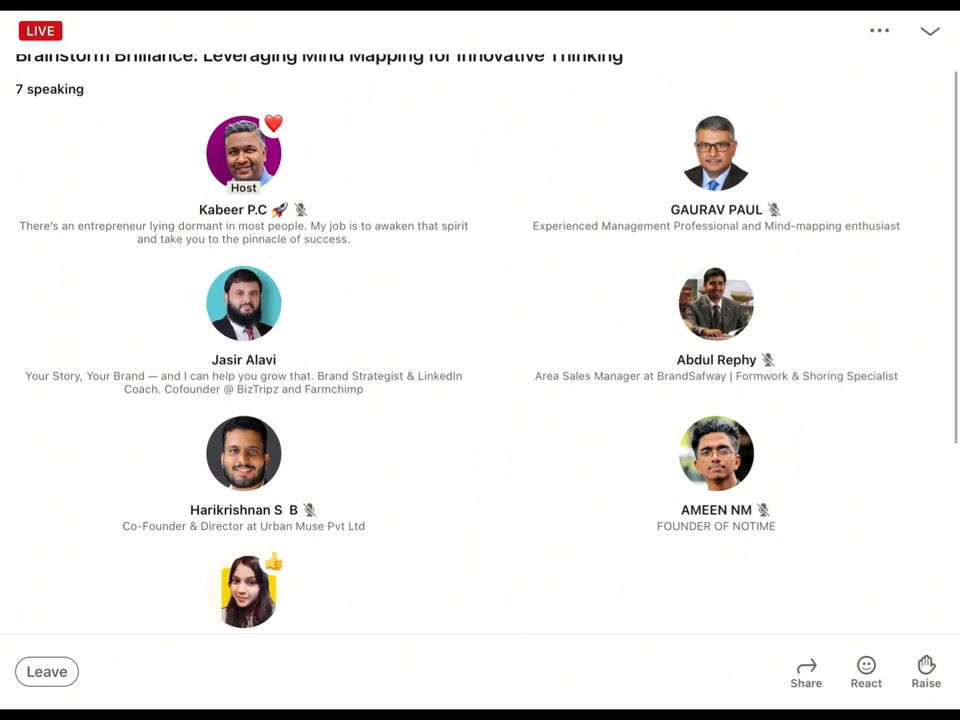 LIVE
Brainstorm Brilliance: Leveraging Mind Mapping for Innovative Thinking
7 speaking
Host
Kabeer P.C 🚀
There's an entrepreneur lying dormant in most people. My job is to awaken that spirit
and take you to the pinnacle of success.
GAURAV PAUL
Experienced Management Professional and Mind-mapping enthusiast
Jasir Alavi
Your Story, Your Brand — and I can help you grow that. Brand Strategist & LinkedIn
Coach. Cofounder @ BizTripz and Farmchimp
Abdul Rephy
Area Sales Manager at BrandSafway | Formwork & Shoring Specialist
Harikrishnan S B
Co-Founder & Director at Urban Muse Pvt Ltd
AMEEN NM
FOUNDER OF NOTIME
Leave
Share
React
Raise